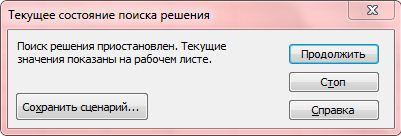 Текущее состояние поиска решения
Поиск решения приостановлен. Текущие
значения показаны на рабочем листе.
Продолжить
Стоп
Сохранить сценарий...
Справка